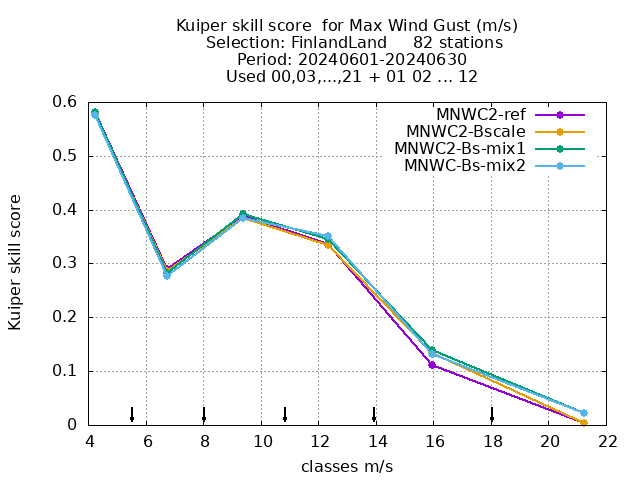 Kuiper skill score  for Max Wind Gust (m/s)
Selection: FinlandLand     82 stations
Period: 20240601-20240630
Used 00,03,...,21 + 01 02 ... 12
MNWC2-ref
MNWC2-Bscale
MNWC2-Bs-mix1
MNWC-Bs-mix2
Kuiper skill score
0.6
0.5
0.4
0.3
0.2
0.1
0
4 6 8 10 12 14 16 18 20 22
classes m/s